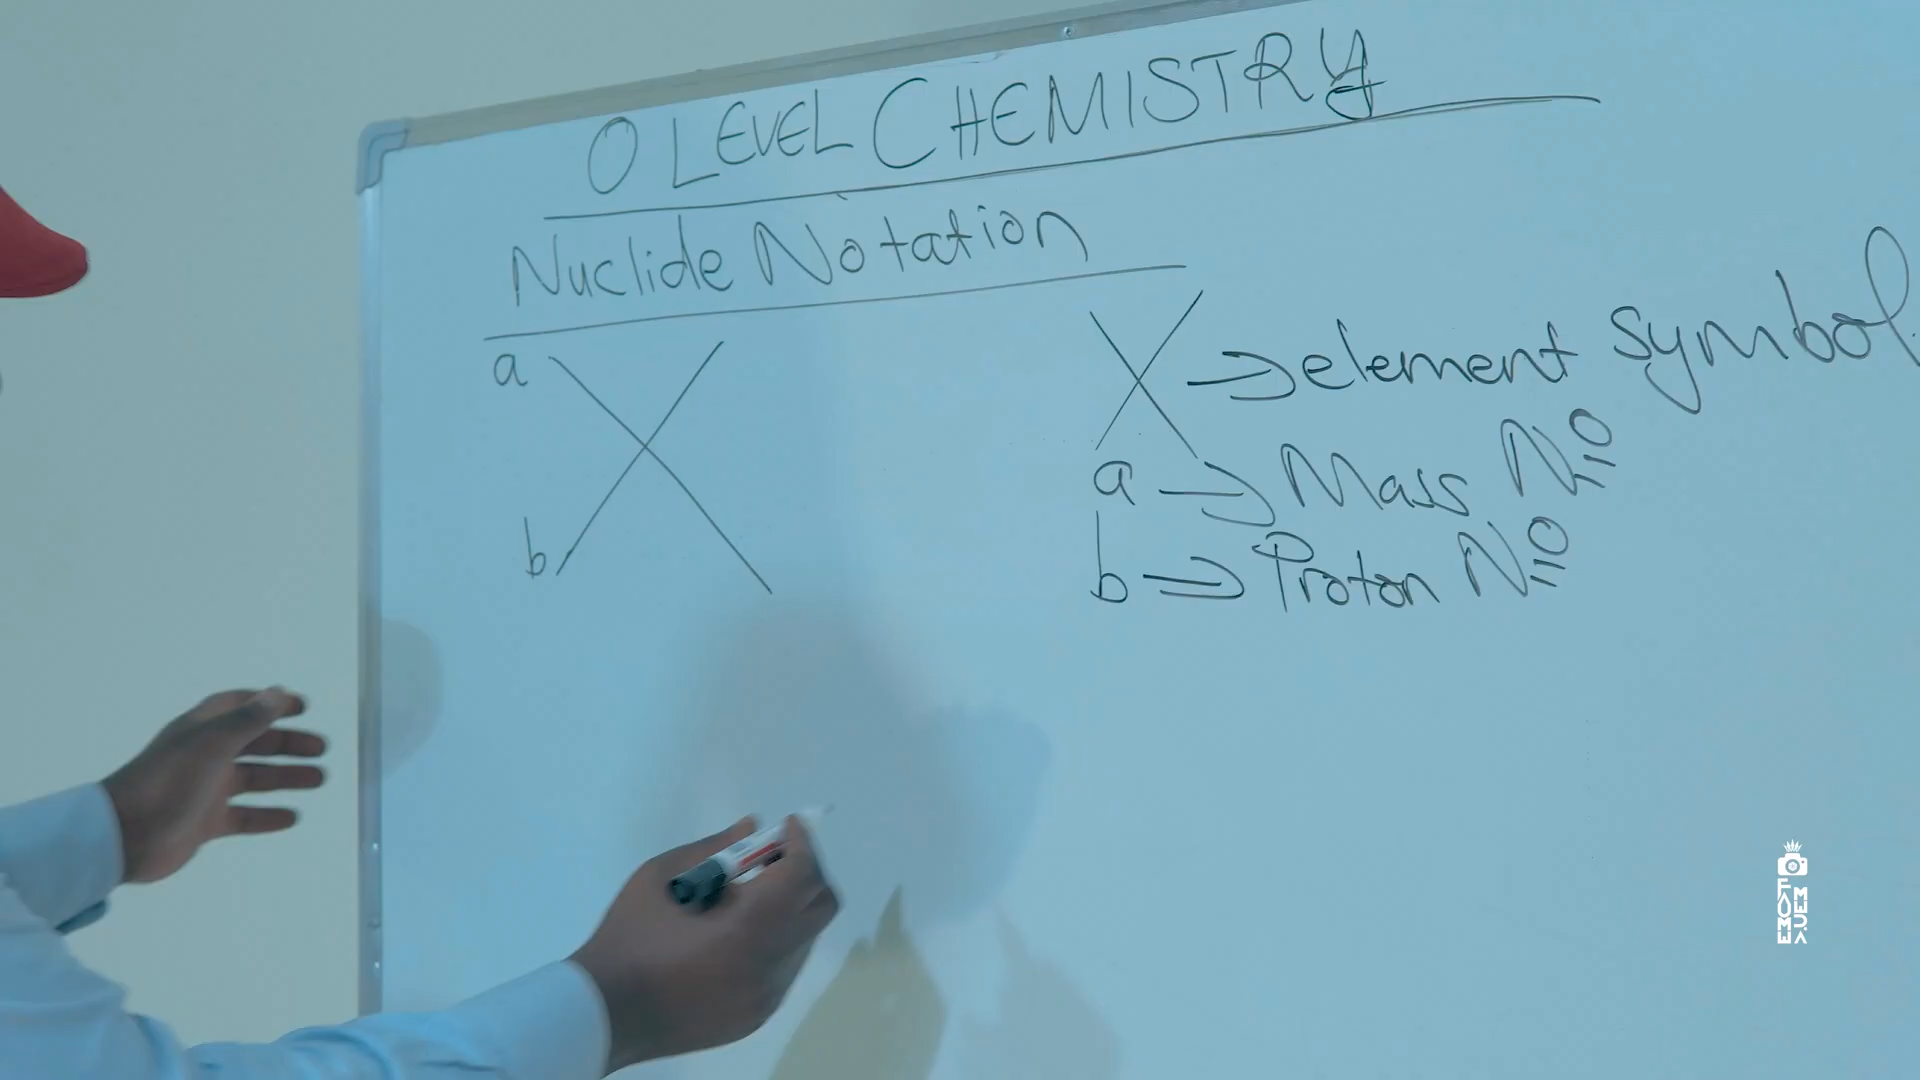 O LEVEL CHEMISTRY
Nuclide Notation
a X
b
X → element symbol
a → Mass Nº
b → Proton Nº